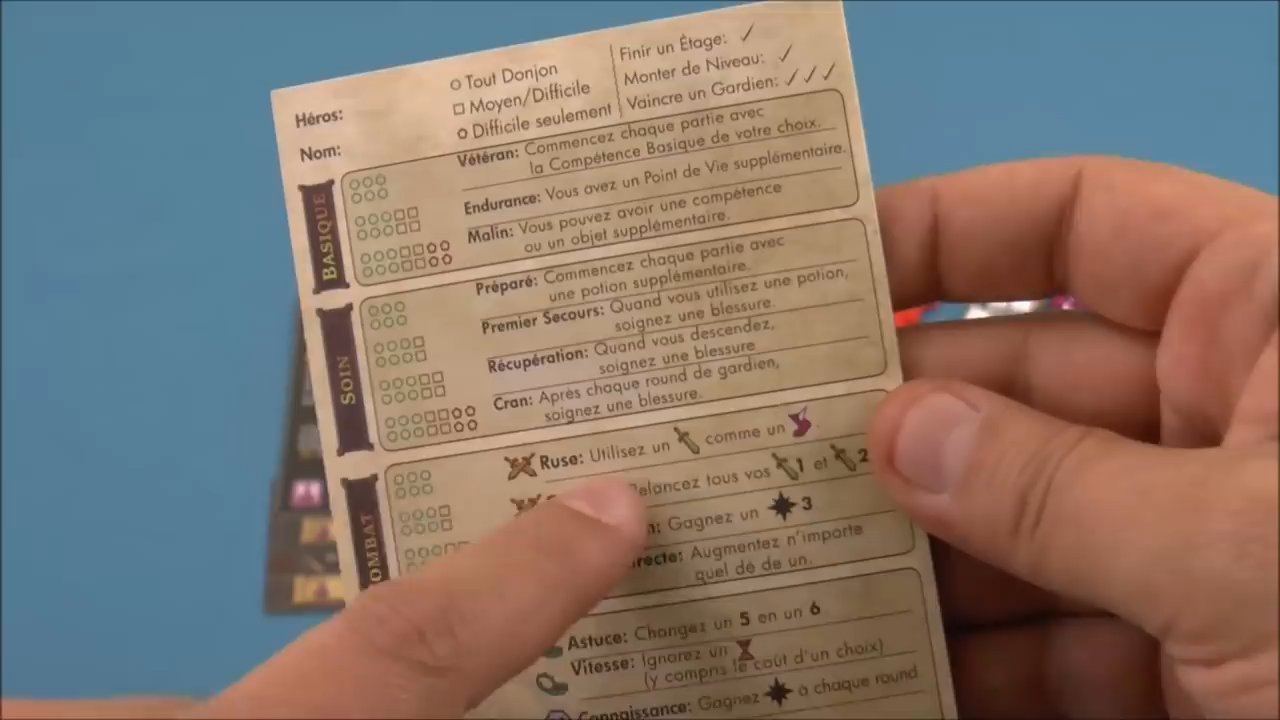 Héros:
Nom:
Tout Donjon
Moyen/Difficile
Difficile seulement
Finir un Étage: ✓
Monter de Niveau: ✓
Vaincre un Gardien: ✓✓✓
BASIQUE
Vétéran: Commencez chaque partie avec
la Compétence Basique de votre choix.
Endurance: Vous avez un Point de Vie supplémentaire.
Malin: Vous pouvez avoir une compétence
ou un objet supplémentaire.
SOIN
Préparé: Commencez chaque partie avec
une potion supplémentaire.
Premier Secours: Quand vous utilisez une potion,
soignez une blessure.
Récupération: Quand vous descendez,
soignez une blessure
Cran: Après chaque round de gardien,
soignez une blessure.
OMBAT
Ruse: Utilisez un comme un .
elancez tous vos 1 et 2
n: Gagnez un 3
irecte: Augmentez n'importe
quel dé de un.
Astuce: Changez un 5 en un 6
Vitesse: Ignorez un
(y compris le coût d'un choix)
Connaissance: Gagnez à chaque round